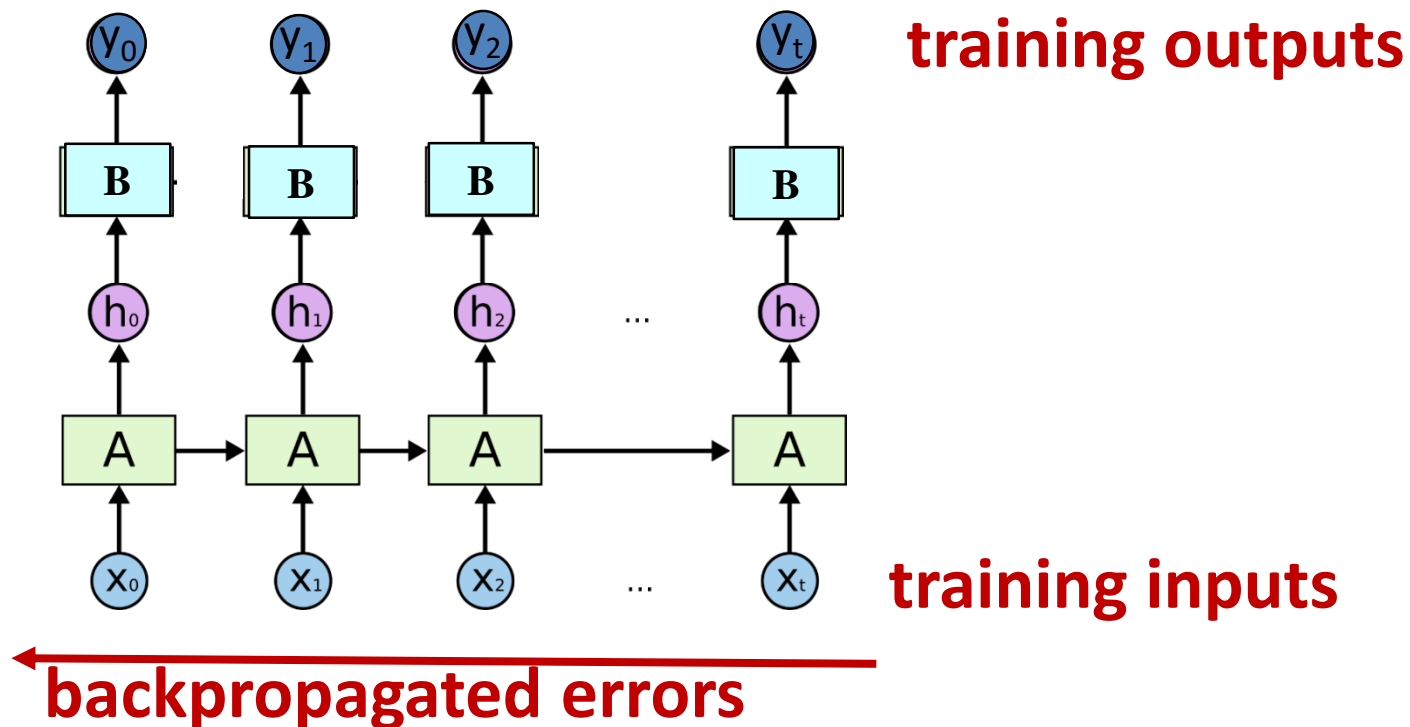 y₀ y₁ y₂ yₜ training outputs
B B B B
h₀ h₁ h₂ ... hₜ
A A A A
x₀ x₁ x₂ ... xₜ training inputs
backpropagated errors